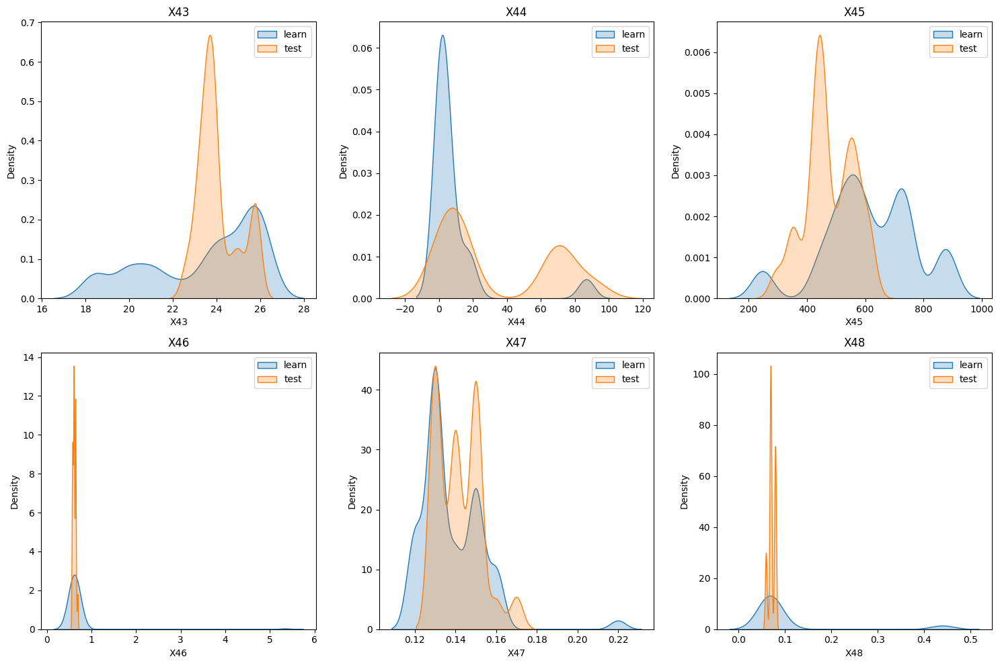 X43
0.7
0.6
0.5
0.4
0.3
0.2
0.1
0.0
Density
learn
test
16 18 20 22 24 26 28
X43
X44
0.06
0.05
0.04
0.03
0.02
0.01
0.00
Density
learn
test
−20 0 20 40 60 80 100 120
X44
X45
0.006
0.005
0.004
0.003
0.002
0.001
0.000
Density
learn
test
200 400 600 800 1000
X45
X46
14
12
10
8
6
4
2
0
Density
learn
test
0 1 2 3 4 5 6
X46
X47
40
30
20
10
0
Density
learn
test
0.12 0.14 0.16 0.18 0.20 0.22
X47
X48
100
80
60
40
20
0
Density
learn
test
0.0 0.1 0.2 0.3 0.4 0.5
X48